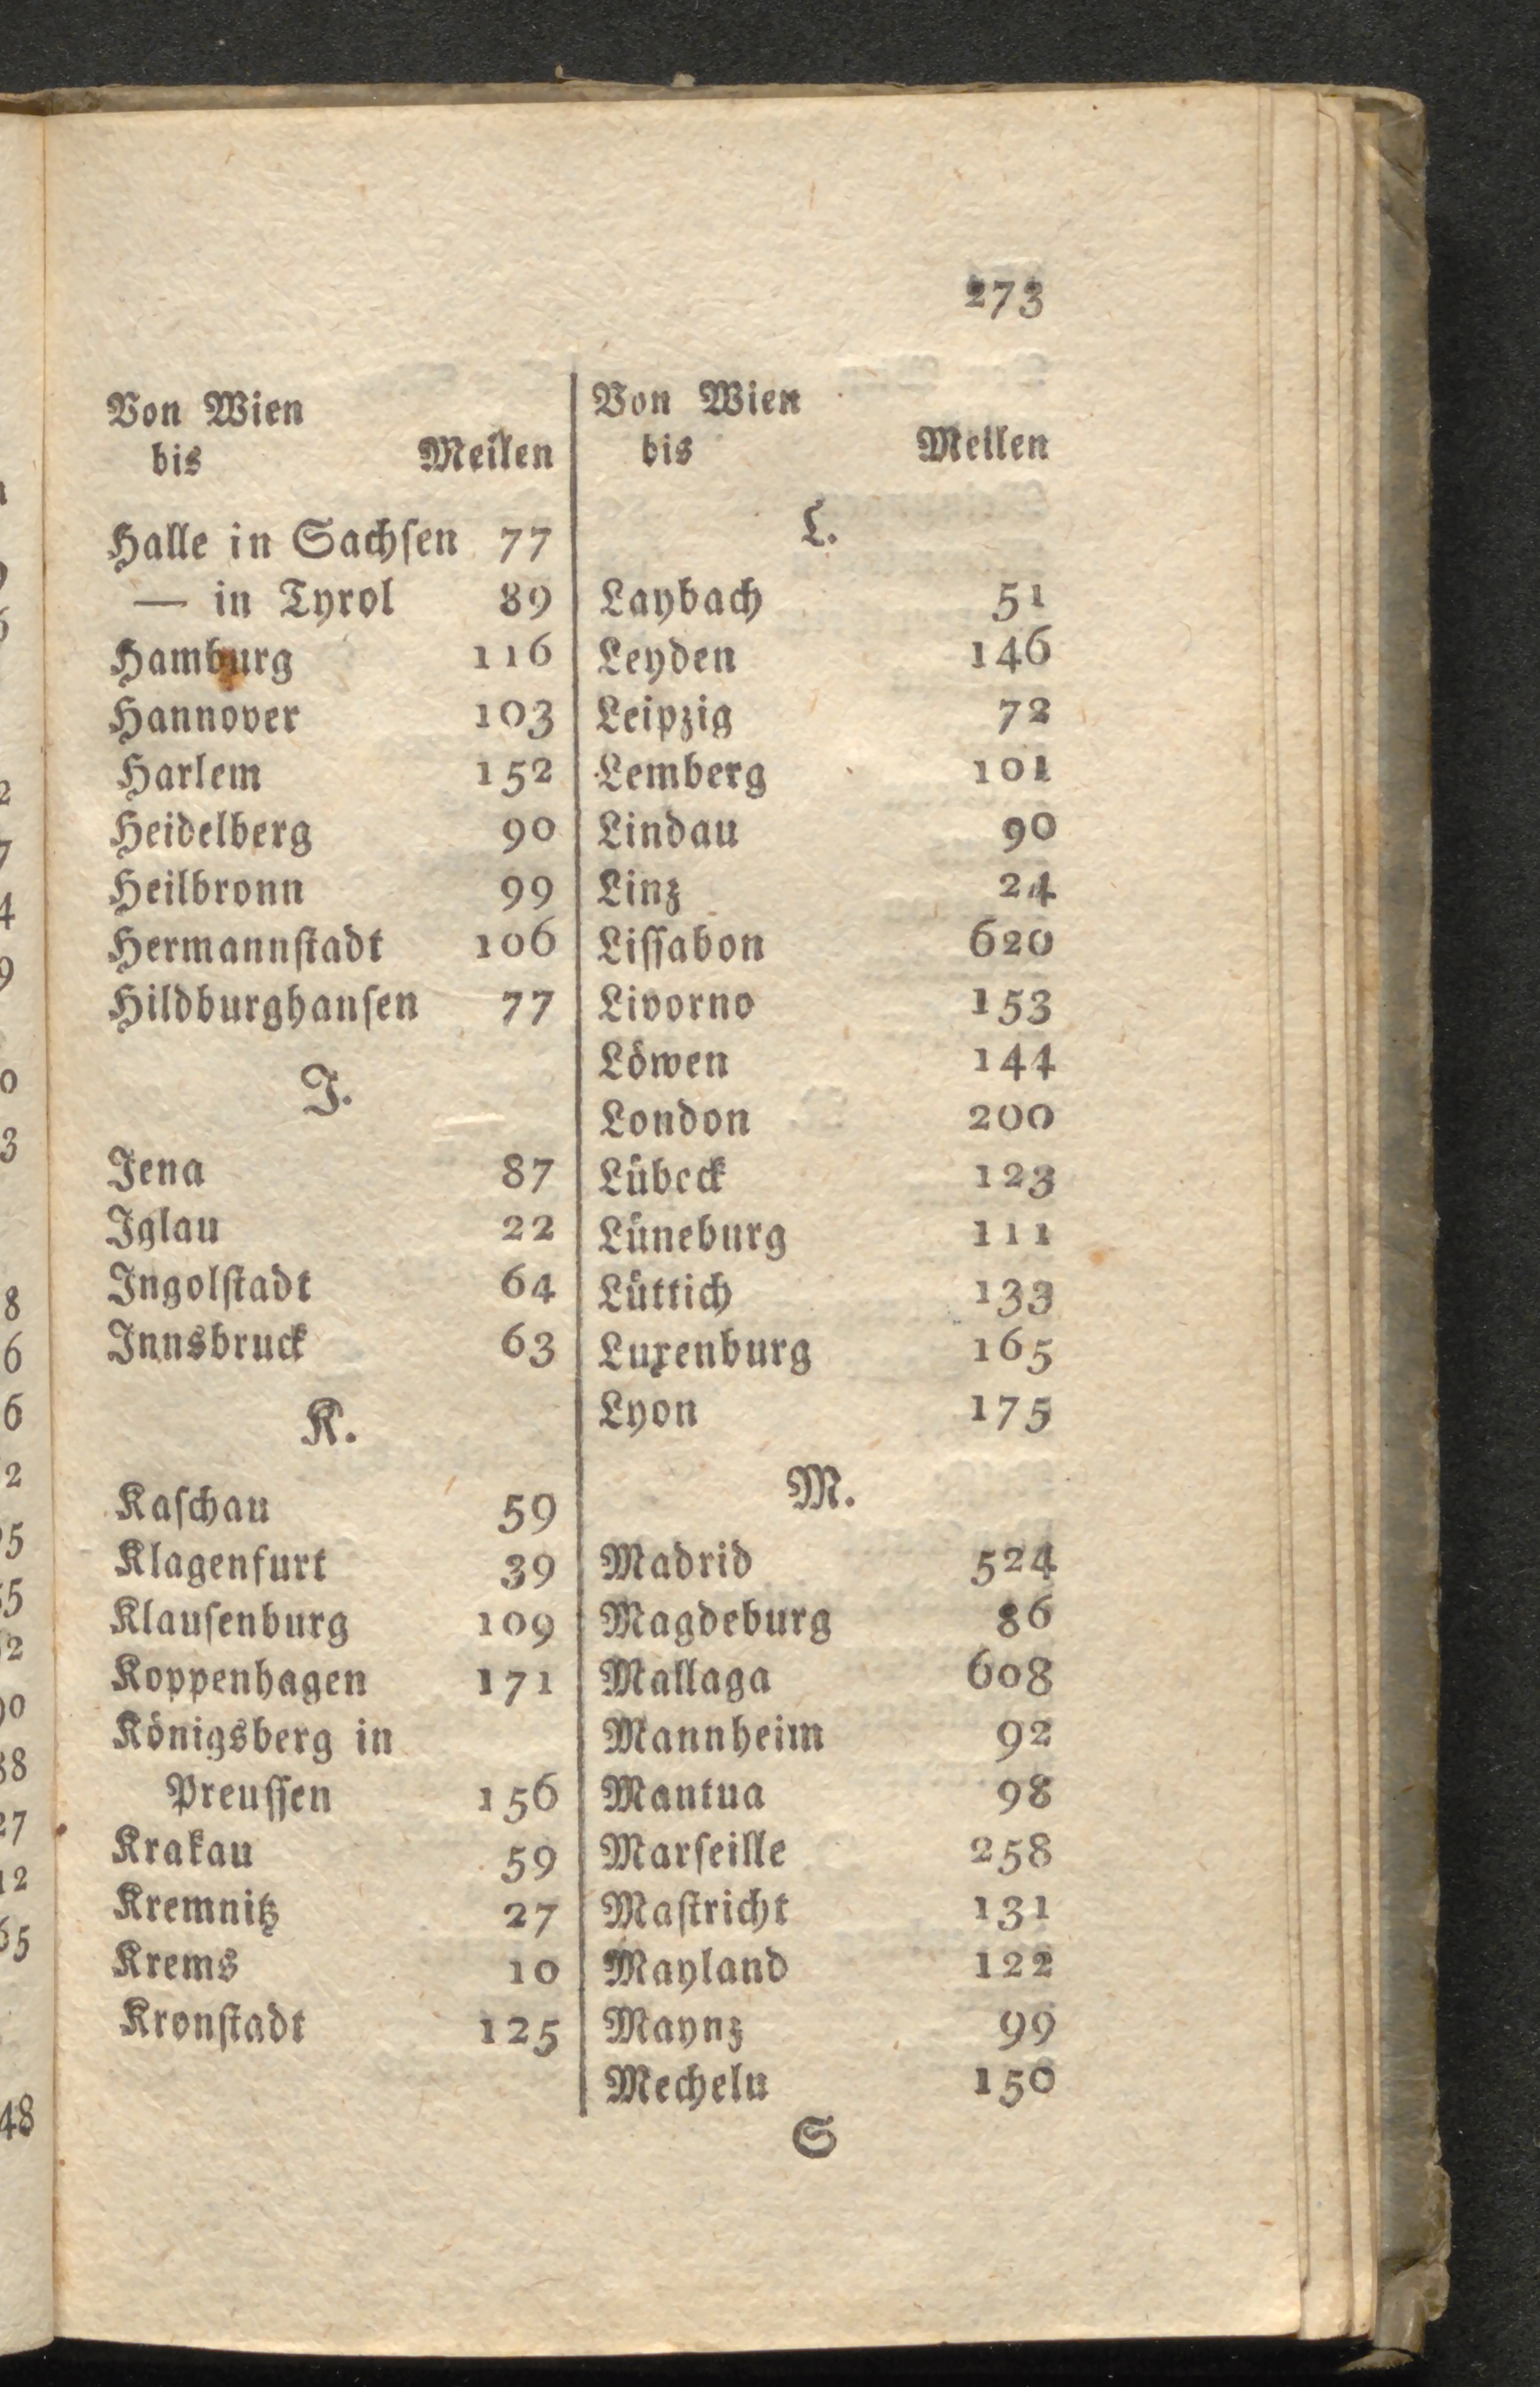 273
Von Wien
bis Meilen
Halle in Sachſen 77
— in Tyrol 89
Hamburg 116
Hannover 103
Harlem 152
Heidelberg 90
Heilbronn 99
Hermannſtadt 106
Hildburghauſen 77
J.
Jena 87
Iglau 22
Ingolſtadt 64
Innsbruck 63
K.
Kaſchau 59
Klagenfurt 39
Klauſenburg 109
Koppenhagen 171
Königsberg in
Preuſſen 156
Krakau 59
Kremnitz 27
Krems 10
Kronſtadt 125
Von Wien
bis Meilen
L.
Laybach 51
Leyden 146
Leipzig 72
Lemberg 101
Lindau 90
Linz 24
Liſſabon 620
Livorno 153
Löwen 144
London 200
Lübeck 123
Lüneburg 111
Lüttich 133
Luxenburg 165
Lyon 175
M.
Madrid 524
Magdeburg 86
Mallaga 608
Mannheim 92
Mantua 98
Marſeille 258
Maſtricht 131
Mayland 122
Maynz 99
Mecheln 150
S